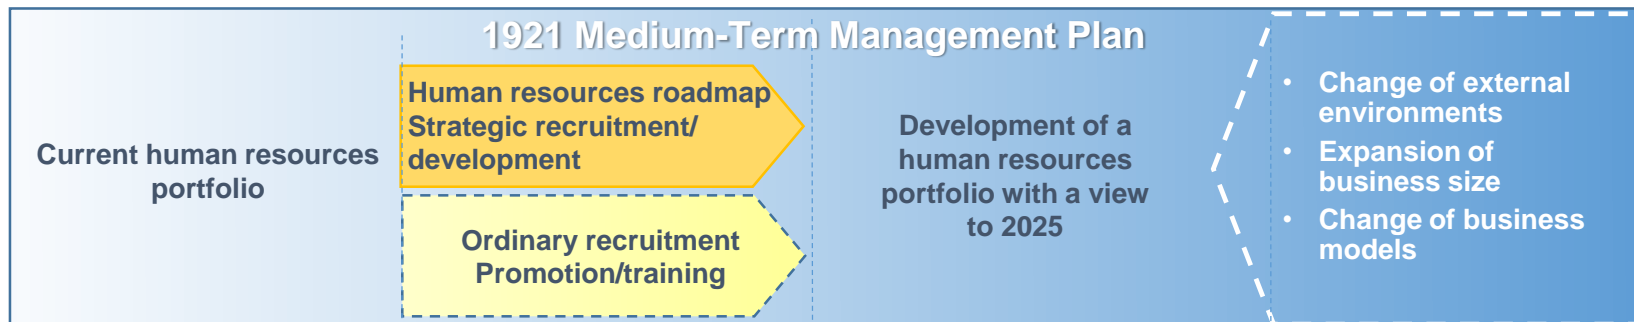 1921 Medium-Term Management Plan
Current human resources
portfolio
Human resources roadmap
Strategic recruitment/
development
Ordinary recruitment
Promotion/training
Development of a
human resources
portfolio with a view
to 2025
• Change of external
environments
• Expansion of
business size
• Change of business
models